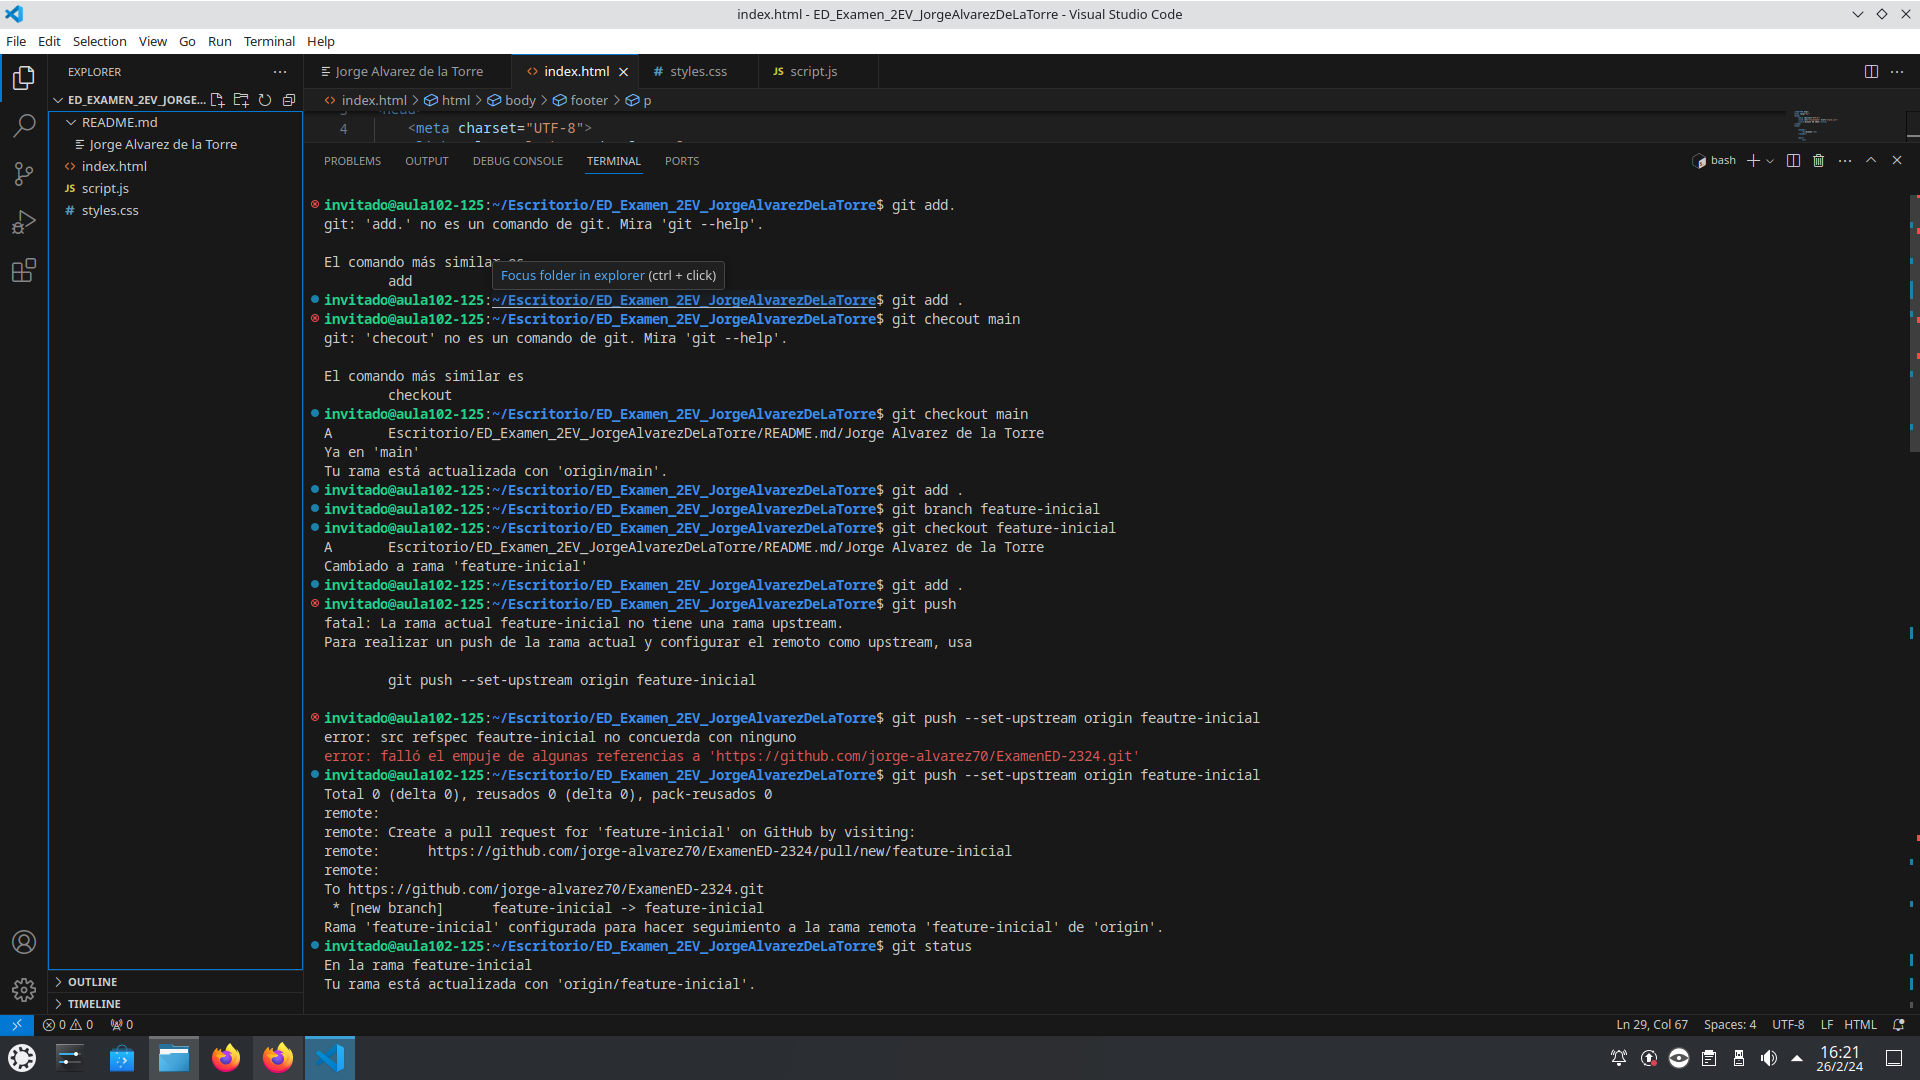 index.html - ED_Examen_2EV_JorgeAlvarezDeLaTorre - Visual Studio Code
File Edit Selection View Go Run Terminal Help
EXPLORER
Jorge Alvarez de la Torre
index.html
# styles.css
JS script.js
ED_EXAMEN_2EV_JORGE...
index.html > html > body > footer > p
README.md
Jorge Alvarez de la Torre
index.html
JS script.js
# styles.css
4 <meta charset="UTF-8">
PROBLEMS OUTPUT DEBUG CONSOLE TERMINAL PORTS
bash
invitado@aula102-125:~/Escritorio/ED_Examen_2EV_JorgeAlvarezDeLaTorre$ git add.
git: 'add.' no es un comando de git. Mira 'git --help'.
El comando más similar es
Focus folder in explorer (ctrl + click)
add
invitado@aula102-125:~/Escritorio/ED_Examen_2EV_JorgeAlvarezDeLaTorre$ git add .
invitado@aula102-125:~/Escritorio/ED_Examen_2EV_JorgeAlvarezDeLaTorre$ git checout main
git: 'checout' no es un comando de git. Mira 'git --help'.
El comando más similar es
checkout
invitado@aula102-125:~/Escritorio/ED_Examen_2EV_JorgeAlvarezDeLaTorre$ git checkout main
A Escritorio/ED_Examen_2EV_JorgeAlvarezDeLaTorre/README.md/Jorge Alvarez de la Torre
Ya en 'main'
Tu rama está actualizada con 'origin/main'.
invitado@aula102-125:~/Escritorio/ED_Examen_2EV_JorgeAlvarezDeLaTorre$ git add .
invitado@aula102-125:~/Escritorio/ED_Examen_2EV_JorgeAlvarezDeLaTorre$ git branch feature-inicial
invitado@aula102-125:~/Escritorio/ED_Examen_2EV_JorgeAlvarezDeLaTorre$ git checkout feature-inicial
A Escritorio/ED_Examen_2EV_JorgeAlvarezDeLaTorre/README.md/Jorge Alvarez de la Torre
Cambiado a rama 'feature-inicial'
invitado@aula102-125:~/Escritorio/ED_Examen_2EV_JorgeAlvarezDeLaTorre$ git add .
invitado@aula102-125:~/Escritorio/ED_Examen_2EV_JorgeAlvarezDeLaTorre$ git push
fatal: La rama actual feature-inicial no tiene una rama upstream.
Para realizar un push de la rama actual y configurar el remoto como upstream, usa
git push --set-upstream origin feature-inicial
invitado@aula102-125:~/Escritorio/ED_Examen_2EV_JorgeAlvarezDeLaTorre$ git push --set-upstream origin feautre-inicial
error: src refspec feautre-inicial no concuerda con ninguno
error: falló el empuje de algunas referencias a 'https://github.com/jorge-alvarez70/ExamenED-2324.git'
invitado@aula102-125:~/Escritorio/ED_Examen_2EV_JorgeAlvarezDeLaTorre$ git push --set-upstream origin feature-inicial
Total 0 (delta 0), reusados 0 (delta 0), pack-reusados 0
remote:
remote: Create a pull request for 'feature-inicial' on GitHub by visiting:
remote: https://github.com/jorge-alvarez70/ExamenED-2324/pull/new/feature-inicial
remote:
To https://github.com/jorge-alvarez70/ExamenED-2324.git
* [new branch] feature-inicial -> feature-inicial
Rama 'feature-inicial' configurada para hacer seguimiento a la rama remota 'feature-inicial' de 'origin'.
invitado@aula102-125:~/Escritorio/ED_Examen_2EV_JorgeAlvarezDeLaTorre$ git status
En la rama feature-inicial
Tu rama está actualizada con 'origin/feature-inicial'.
OUTLINE
TIMELINE
0 0 0
Ln 29, Col 67 Spaces: 4 UTF-8 LF HTML
16:21
26/2/24